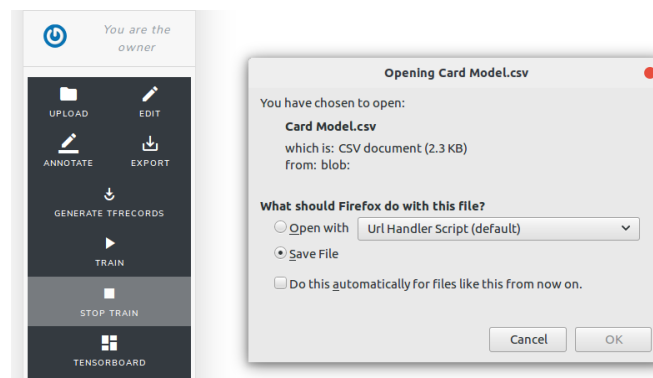 You are the
owner
UPLOAD
EDIT
ANNOTATE
EXPORT
GENERATE TFRECORDS
TRAIN
STOP TRAIN
TENSORBOARD
Opening Card Model.csv
You have chosen to open:
Card Model.csv
which is: CSV document (2.3 KB)
from: blob:
What should Firefox do with this file?
Open with
Url Handler Script (default)
Save File
Do this automatically for files like this from now on.
Cancel
OK